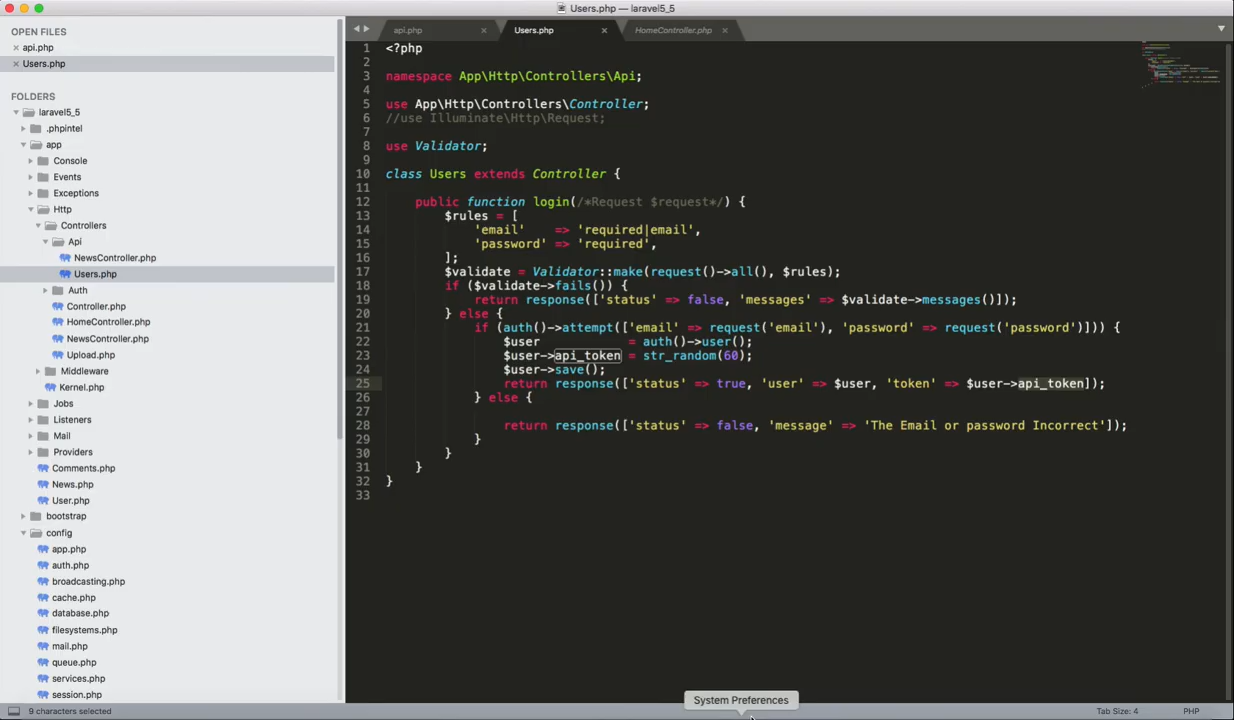 Users.php — laravel5_5
OPEN FILES
× api.php
× Users.php
FOLDERS
laravel5_5
.phpintel
app
Console
Events
Exceptions
Http
Controllers
Api
NewsController.php
Users.php
Auth
Controller.php
HomeController.php
NewsController.php
Upload.php
Middleware
Kernel.php
Jobs
Listeners
Mail
Providers
Comments.php
News.php
User.php
bootstrap
config
app.php
auth.php
broadcasting.php
cache.php
database.php
filesystems.php
mail.php
queue.php
services.php
session.php
api.php × Users.php × HomeController.php ×
1 <?php
2
3 namespace App\Http\Controllers\Api;
4
5 use App\Http\Controllers\Controller;
6 //use Illuminate\Http\Request;
7
8 use Validator;
9
10 class Users extends Controller {
11
12 public function login(/*Request $request*/) {
13 $rules = [
14 'email' => 'required|email',
15 'password' => 'required',
16 ];
17 $validate = Validator::make(request()->all(), $rules);
18 if ($validate->fails()) {
19 return response(['status' => false, 'messages' => $validate->messages()]);
20 } else {
21 if (auth()->attempt(['email' => request('email'), 'password' => request('password')])) {
22 $user = auth()->user();
23 $user->api_token = str_random(60);
24 $user->save();
25 return response(['status' => true, 'user' => $user, 'token' => $user->api_token]);
26 } else {
27
28 return response(['status' => false, 'message' => 'The Email or password Incorrect']);
29 }
30 }
31 }
32 }
33
System Preferences
9 characters selected
Tab Size: 4 PHP